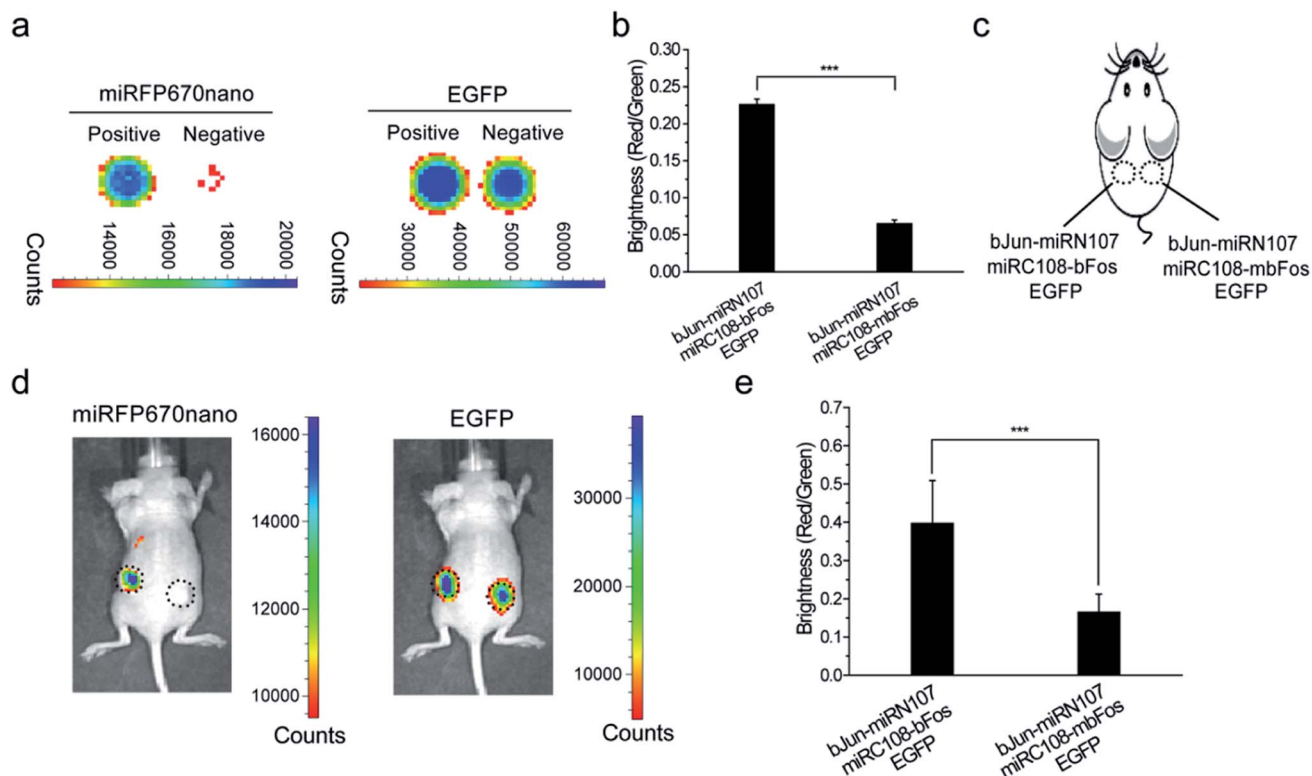 a
miRFP670nano
Positive Negative
Counts
14000
16000
18000
20000
EGFP
Positive Negative
Counts
30000
40000
50000
60000
b
Brightness (Red/Green)
0.30
0.25
0.20
0.15
0.10
0.05
0.00
***
bJun-miRN107
miRC108-bFos
EGFP
bJun-miRN107
miRC108-mbFos
EGFP
c
bJun-miRN107
miRC108-bFos
EGFP
bJun-miRN107
miRC108-mbFos
EGFP
d
miRFP670nano
16000
14000
12000
10000
Counts
EGFP
30000
20000
10000
Counts
e
Brightness (Red/Green)
0.7
0.6
0.5
0.4
0.3
0.2
0.1
0.0
***
bJun-miRN107
miRC108-bFos
EGFP
bJun-miRN107
miRC108-mbFos
EGFP